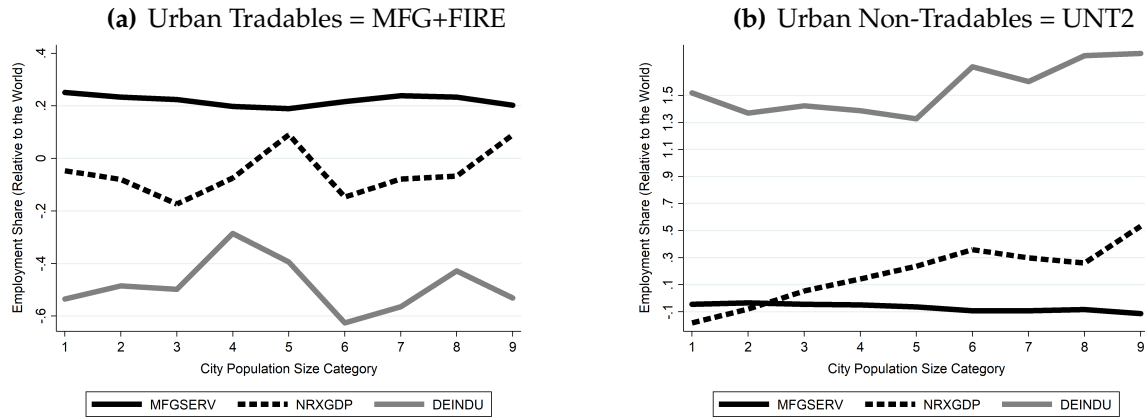 (a) Urban Tradables = MFG+FIRE
Employment Share (Relative to the World)
.4
.2
0
-.2
-.4
-.6
1 2 3 4 5 6 7 8 9
City Population Size Category
MFGSERV NRXGDP DEINDU
(b) Urban Non-Tradables = UNT2
Employment Share (Relative to the World)
1.5
1.3
1.1
.9
.7
.5
.3
.1
-.1
1 2 3 4 5 6 7 8 9
City Population Size Category
MFGSERV NRXGDP DEINDU